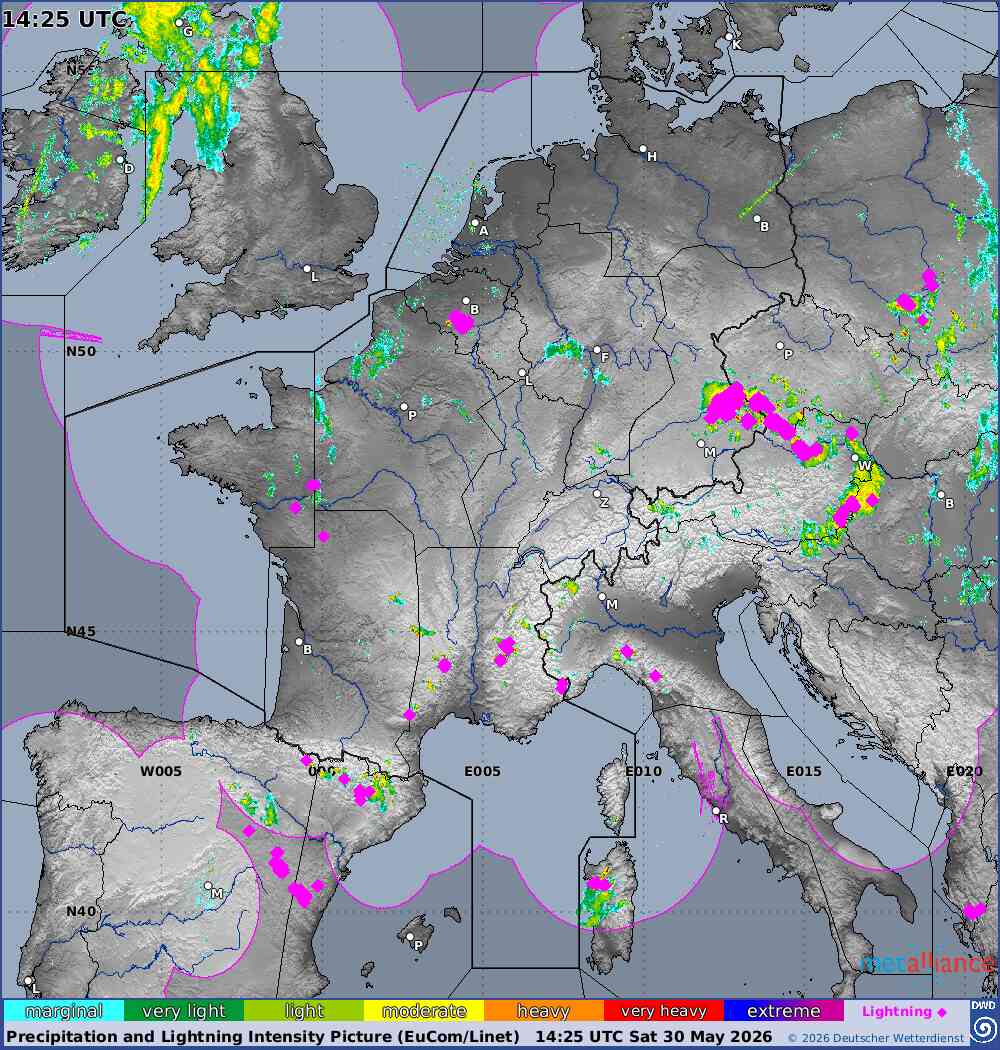 14:25 UTC
G
K
N55
H
D
A
B
L
B
N50
P
F
L
P
M
W
B
Z
M
N45
B
W005
000
E005
E010
E015
E020
R
M
N40
P
L
metalliance
marginal very light light moderate heavy very heavy extreme Lightning
DWD
Precipitation and Lightning Intensity Picture (EuCom/Linet) 14:25 UTC Sat 30 May 2026 © 2026 Deutscher Wetterdienst